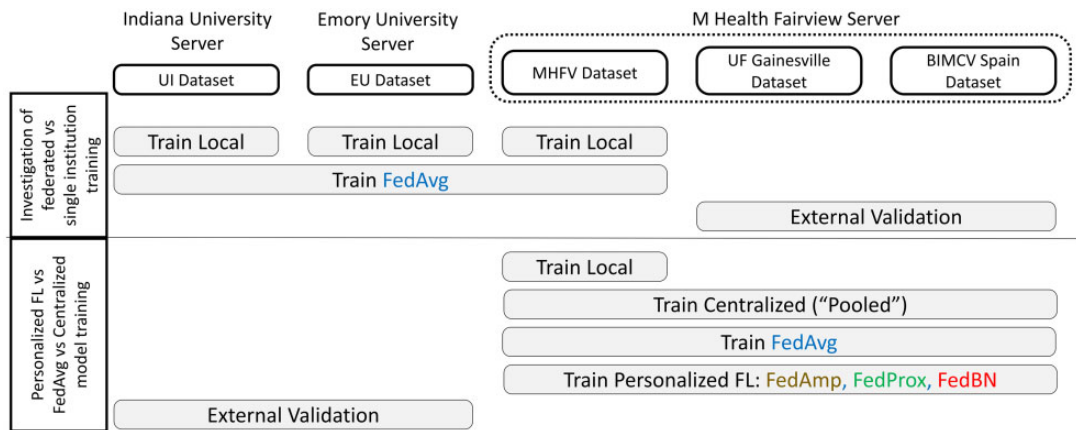 Indiana University
Server
Emory University
Server
M Health Fairview Server
UI Dataset
EU Dataset
MHFV Dataset
UF Gainesville
Dataset
BIMCV Spain
Dataset
Investigation of
federated vs
single institution
training
Train Local
Train Local
Train Local
Train FedAvg
External Validation
Personalized FL vs
FedAvg vs Centralized
model training
Train Local
Train Centralized (“Pooled”)
Train FedAvg
Train Personalized FL: FedAmp, FedProx, FedBN
External Validation